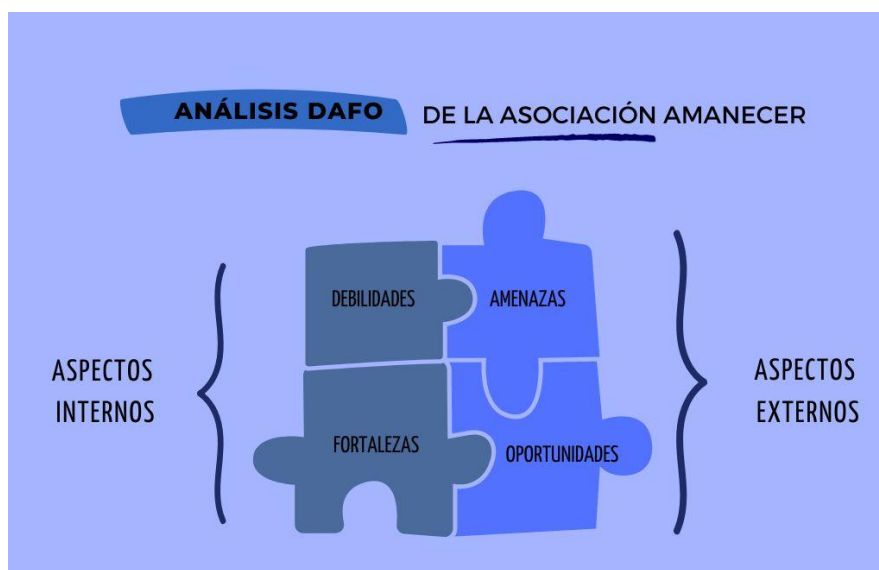 ANÁLISIS DAFO DE LA ASOCIACIÓN AMANECER
DEBILIDADES
AMENAZAS
ASPECTOS
INTERNOS
ASPECTOS
EXTERNOS
FORTALEZAS
OPORTUNIDADES